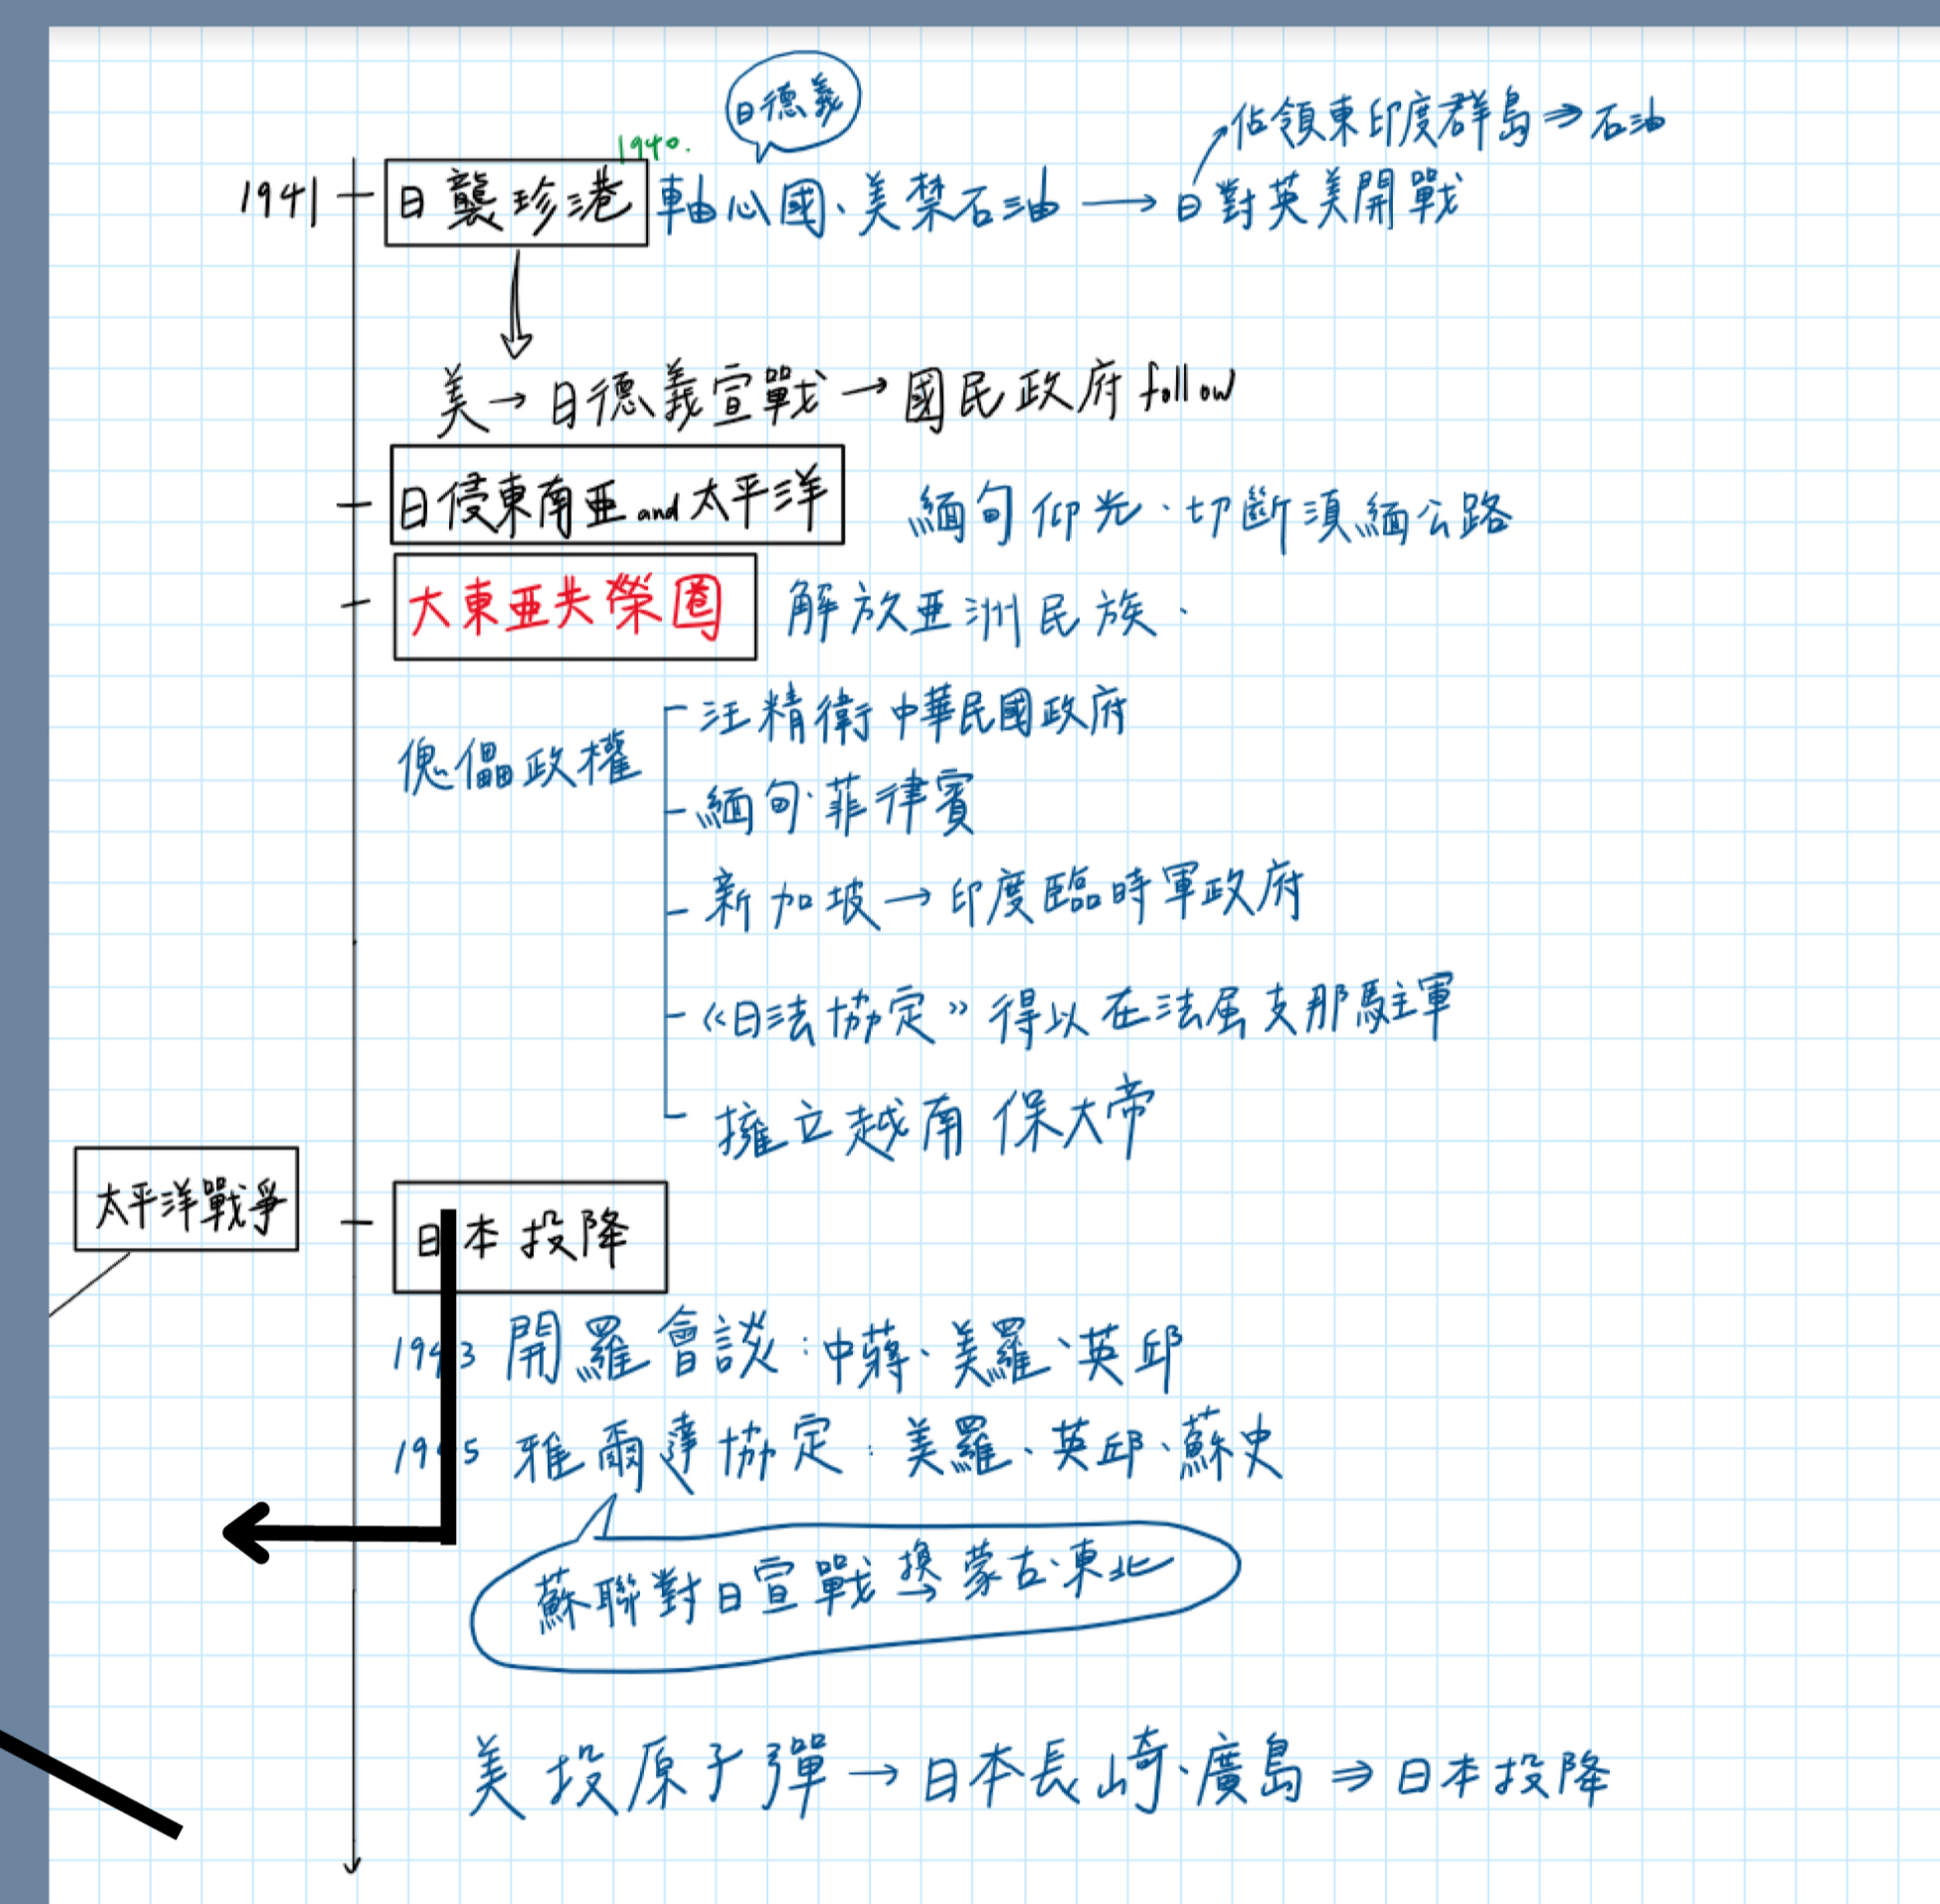 日德義
佔領東印度群島⇒石油
1940.
1941 日襲珍港 軸心國、美禁石油→日對英美開戰
美→日德義宣戰→國民政府follow
日侵東南亜and太平洋 緬甸仰光、切斷滇緬公路
大東亜共榮圈 解放亜洲民族、
傀儡政權
汪精衛中華民國政府
緬甸、菲律賓
新加坡→印度臨時軍政府
《日法協定》得以在法屬支那駐軍
擁立越南保大帝
太平洋戰爭
日本投降
1943 開羅會談:中蔣、美羅、英邱
1945 雅爾達協定:美羅、英邱、蘇史
蘇聯對日宣戰 換→ 蒙古、東北
美投原子彈→日本長崎、廣島⇒日本投降